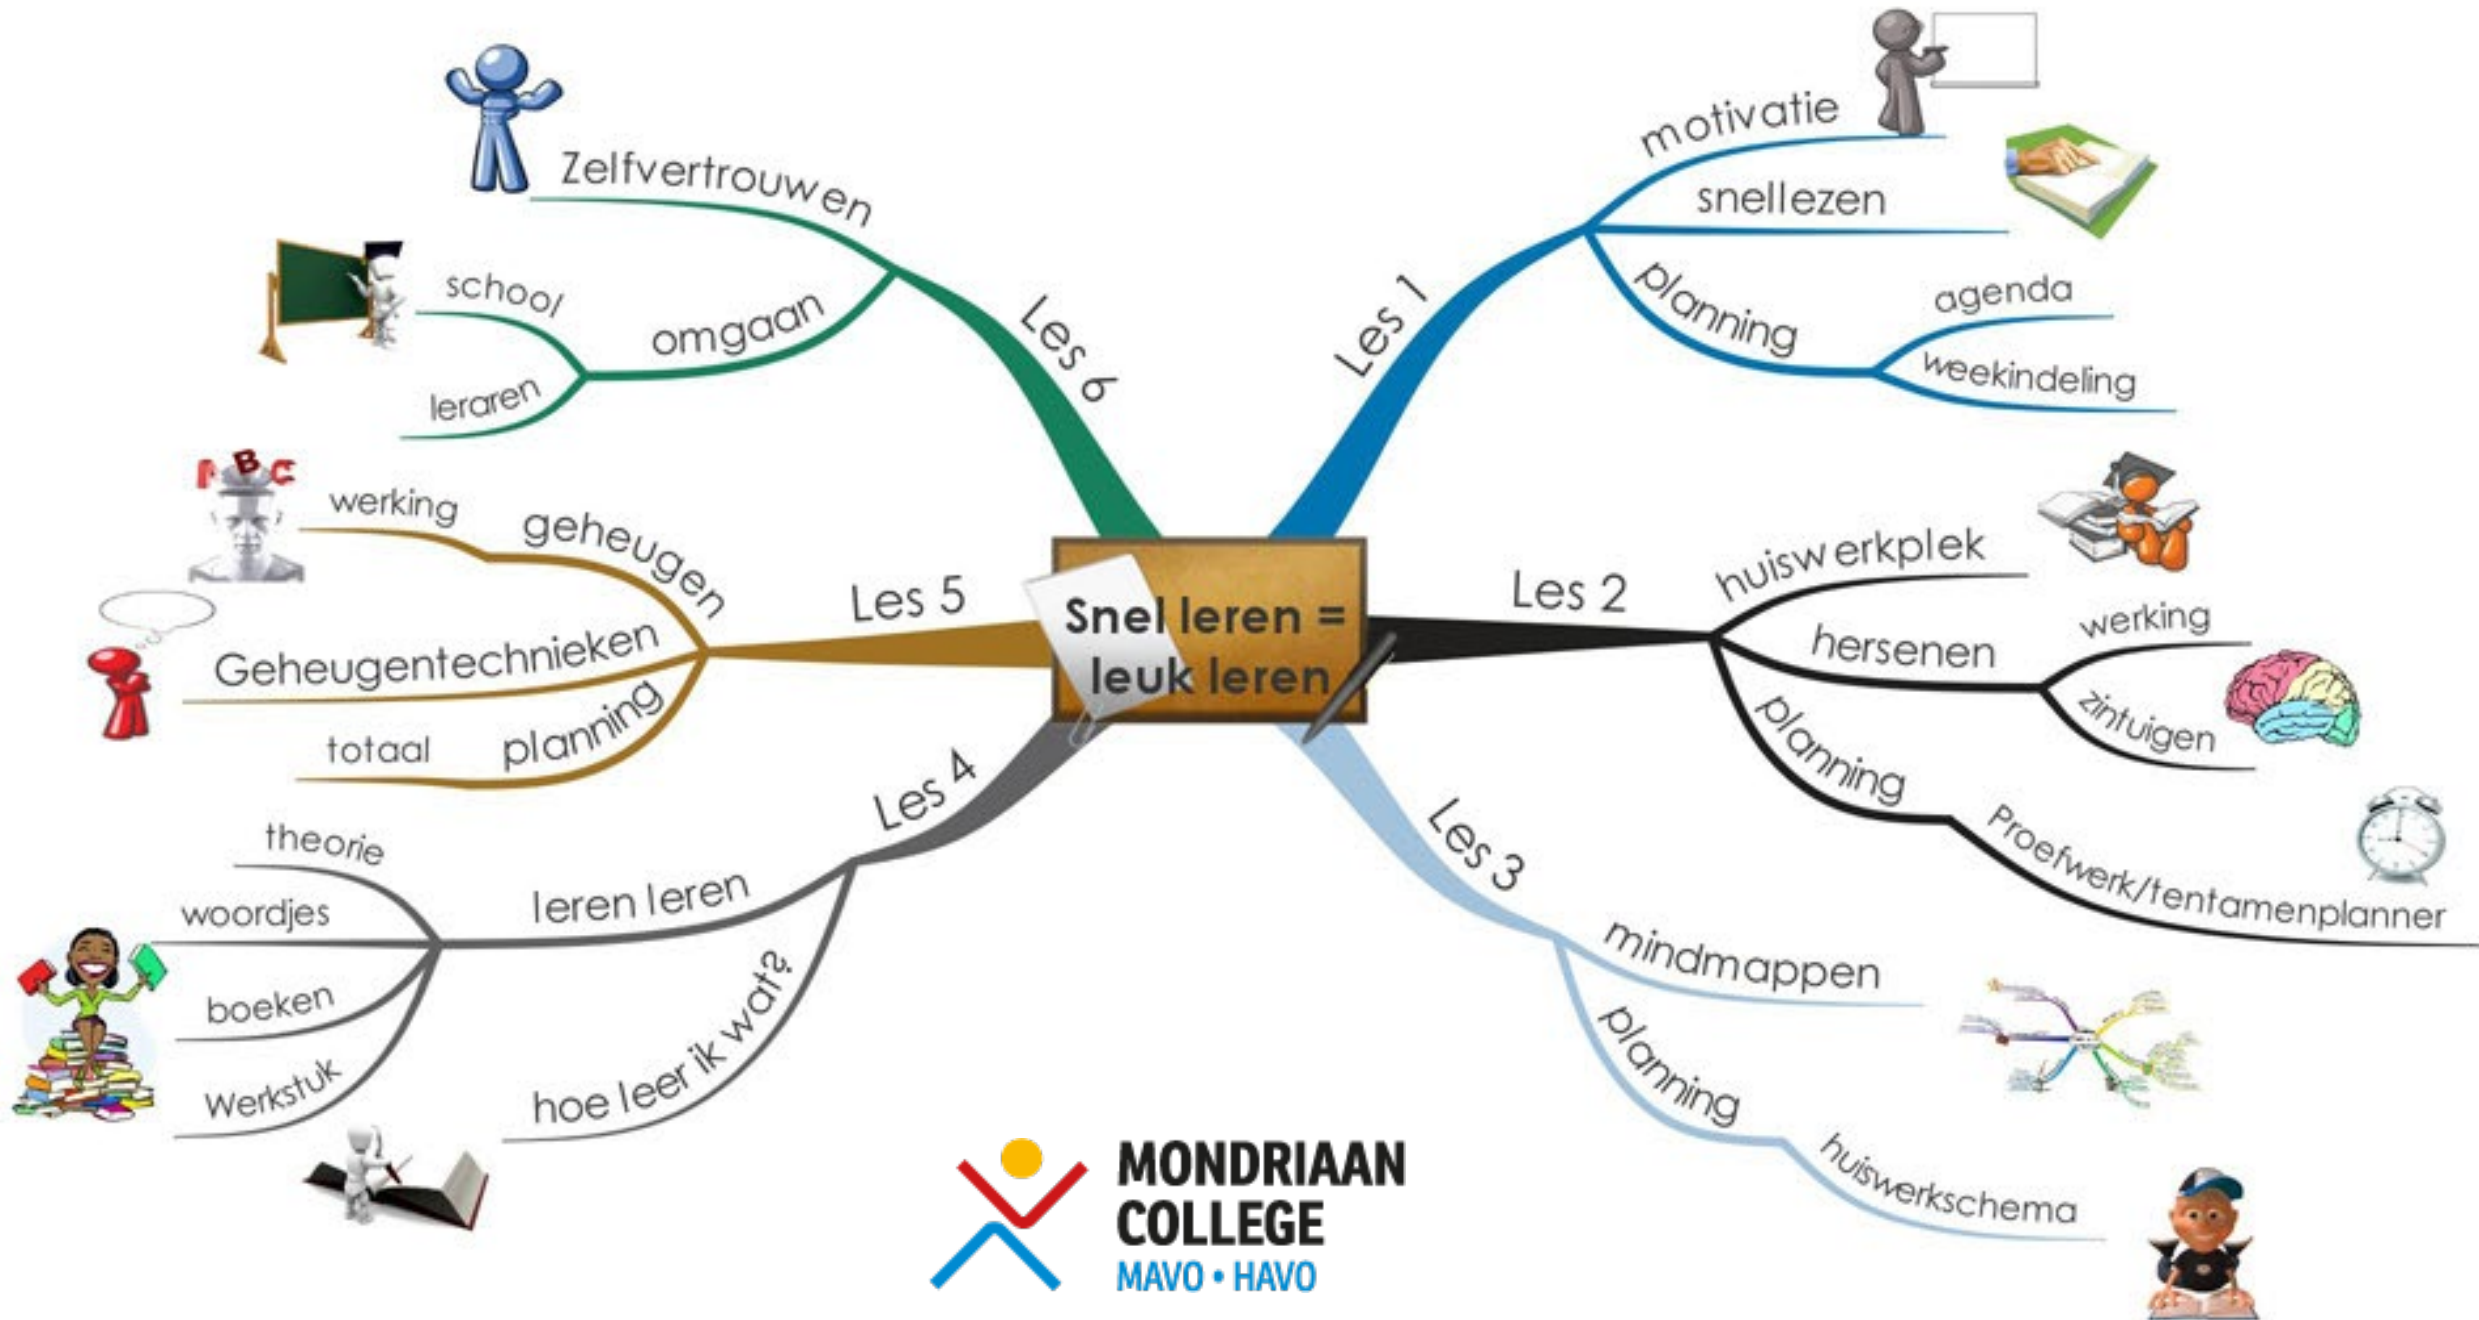 Snel leren =
leuk leren
Les 1
motivatie
snellezen
planning
agenda
weekindeling
Les 2
huiswerkplek
hersenen
werking
zintuigen
planning
Proefwerk/tentamenplanner
Les 3
mindmappen
planning
huiswerkschema
Les 4
leren leren
theorie
woordjes
boeken
Werkstuk
hoe leer ik wat?
Les 5
geheugen
werking
Geheugentechnieken
planning
totaal
Les 6
Zelfvertrouwen
omgaan
school
leraren
A B C
MONDRIAAN
COLLEGE
MAVO • HAVO